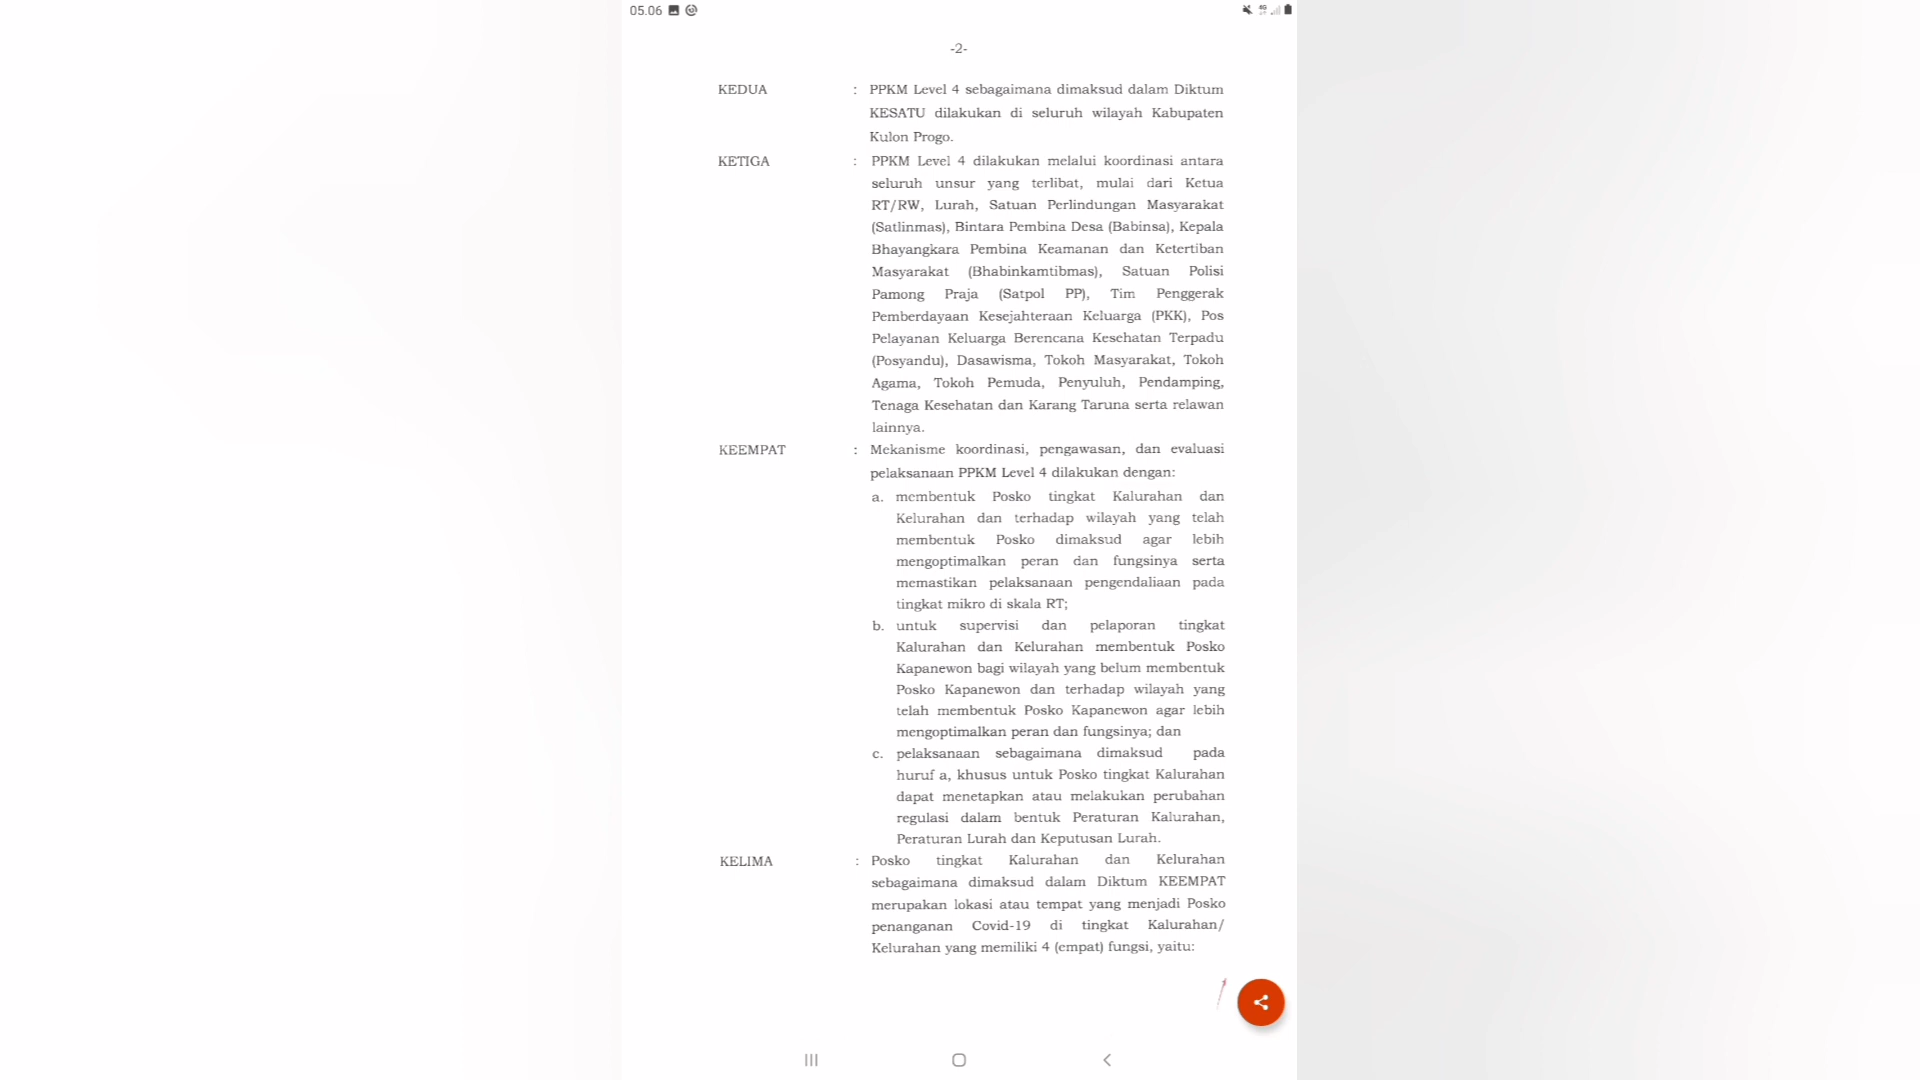 05.06
-2-
KEDUA : PPKM Level 4 sebagaimana dimaksud dalam Diktum
KESATU dilakukan di seluruh wilayah Kabupaten
Kulon Progo.
KETIGA : PPKM Level 4 dilakukan melalui koordinasi antara
seluruh unsur yang terlibat, mulai dari Ketua
RT/RW, Lurah, Satuan Perlindungan Masyarakat
(Satlinmas), Bintara Pembina Desa (Babinsa), Kepala
Bhayangkara Pembina Keamanan dan Ketertiban
Masyarakat (Bhabinkamtibmas), Satuan Polisi
Pamong Praja (Satpol PP), Tim Penggerak
Pemberdayaan Kesejahteraan Keluarga (PKK), Pos
Pelayanan Keluarga Berencana Kesehatan Terpadu
(Posyandu), Dasawisma, Tokoh Masyarakat, Tokoh
Agama, Tokoh Pemuda, Penyuluh, Pendamping,
Tenaga Kesehatan dan Karang Taruna serta relawan
lainnya.
KEEMPAT : Mekanisme koordinasi, pengawasan, dan evaluasi
pelaksanaan PPKM Level 4 dilakukan dengan:
a. membentuk Posko tingkat Kalurahan dan
Kelurahan dan terhadap wilayah yang telah
membentuk Posko dimaksud agar lebih
mengoptimalkan peran dan fungsinya serta
memastikan pelaksanaan pengendaliaan pada
tingkat mikro di skala RT;
b. untuk supervisi dan pelaporan tingkat
Kalurahan dan Kelurahan membentuk Posko
Kapanewon bagi wilayah yang belum membentuk
Posko Kapanewon dan terhadap wilayah yang
telah membentuk Posko Kapanewon agar lebih
mengoptimalkan peran dan fungsinya; dan
c. pelaksanaan sebagaimana dimaksud pada
huruf a, khusus untuk Posko tingkat Kalurahan
dapat menetapkan atau melakukan perubahan
regulasi dalam bentuk Peraturan Kalurahan,
Peraturan Lurah dan Keputusan Lurah.
KELIMA : Posko tingkat Kalurahan dan Kelurahan
sebagaimana dimaksud dalam Diktum KEEMPAT
merupakan lokasi atau tempat yang menjadi Posko
penanganan Covid-19 di tingkat Kalurahan/
Kelurahan yang memiliki 4 (empat) fungsi, yaitu: